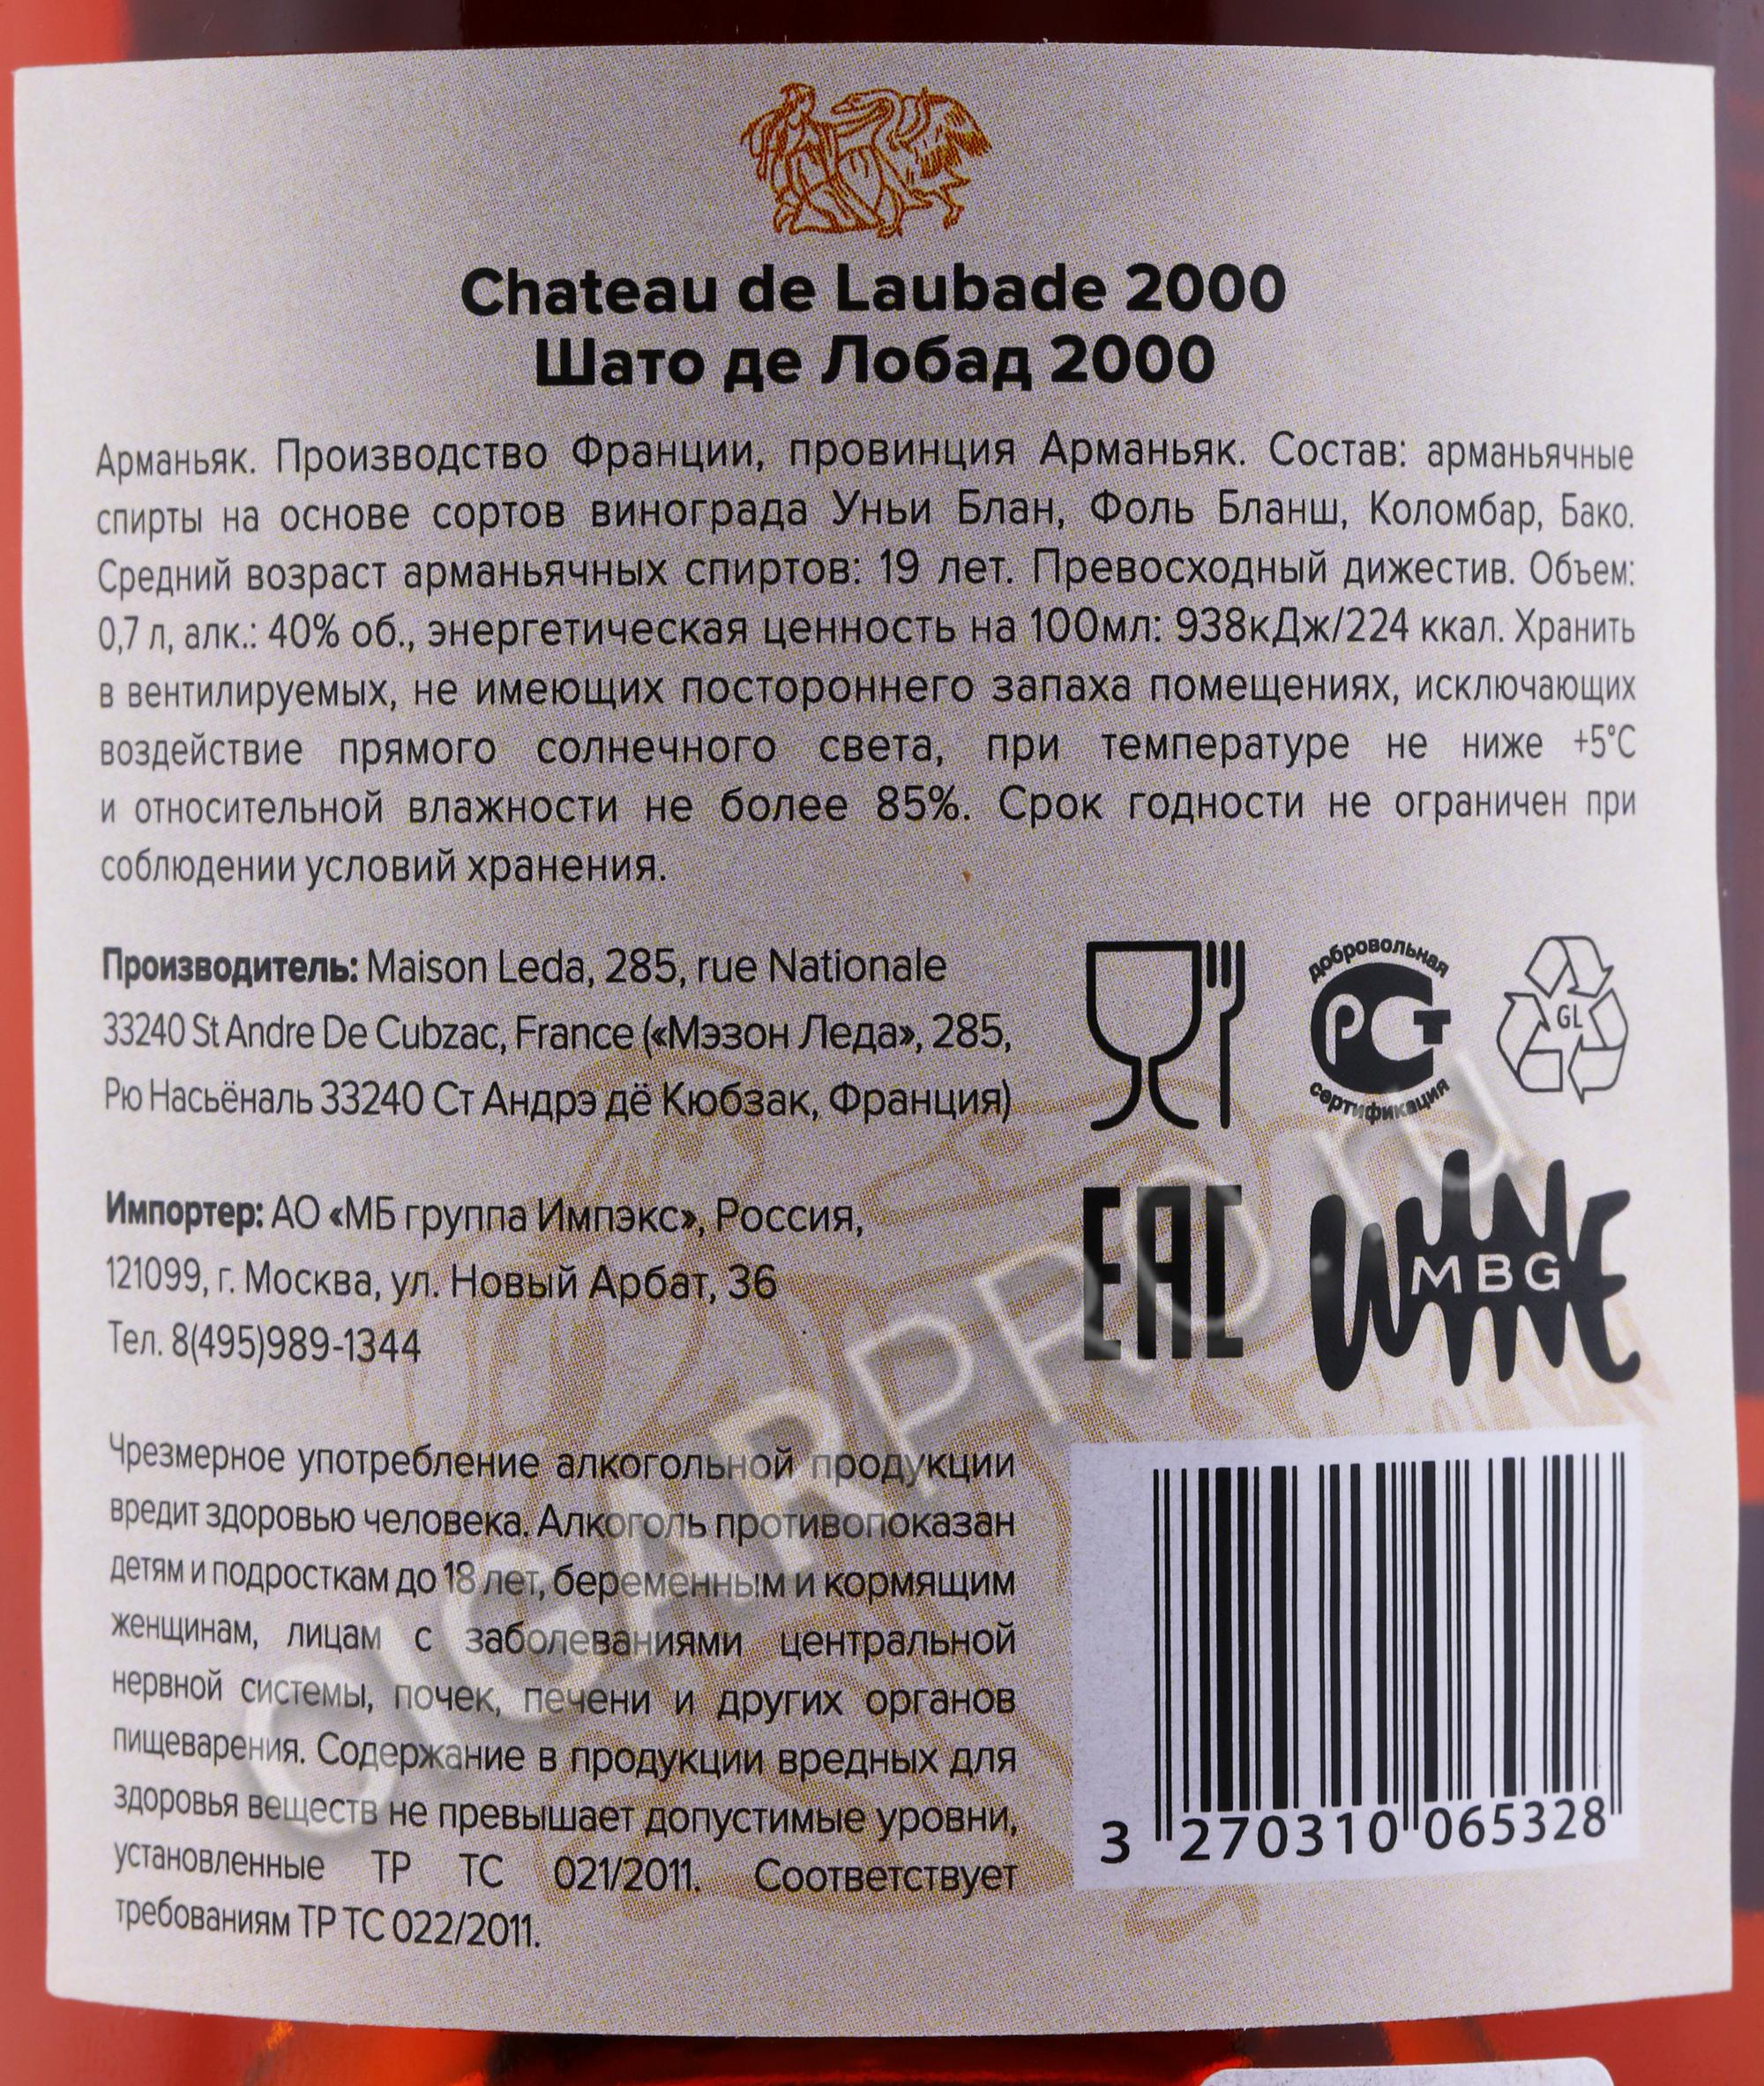 Chateau de Laubade 2000
Шато де Лобад 2000
Арманьяк. Производство Франции, провинция Арманьяк. Состав: арманьячные
спирты на основе сортов винограда Уньи Блан, Фоль Бланш, Коломбар, Бако.
Средний возраст арманьячных спиртов: 19 лет. Превосходный дижестив. Объем:
0,7 л, алк.: 40% об., энергетическая ценность на 100мл: 938кДж/224 ккал. Хранить
в вентилируемых, не имеющих постороннего запаха помещениях, исключающих
воздействие прямого солнечного света, при температуре не ниже +5°С
и относительной влажности не более 85%. Срок годности не ограничен при
соблюдении условий хранения.
Производитель: Maison Leda, 285, rue Nationale
33240 St Andre De Cubzac, France («Мэзон Леда», 285,
Рю Насьёналь 33240 Ст Андрэ дё Кюбзак, Франция)
добровольная
РСТ
сертификация
GL
Импортер: АО «МБ группа Импэкс», Россия,
121099, г. Москва, ул. Новый Арбат, 36
Тел. 8(495)989-1344
EAC
WINE
MBG
Чрезмерное употребление алкогольной продукции
вредит здоровью человека. Алкоголь противопоказан
детям и подросткам до 18 лет, беременным и кормящим
женщинам, лицам с заболеваниями центральной
нервной системы, почек, печени и других органов
пищеварения. Содержание в продукции вредных для
здоровья веществ не превышает допустимые уровни,
установленные ТР ТС 021/2011. Соответствует
требованиям ТР ТС 022/2011.
3 270310 065328
CIGARPRO.ru